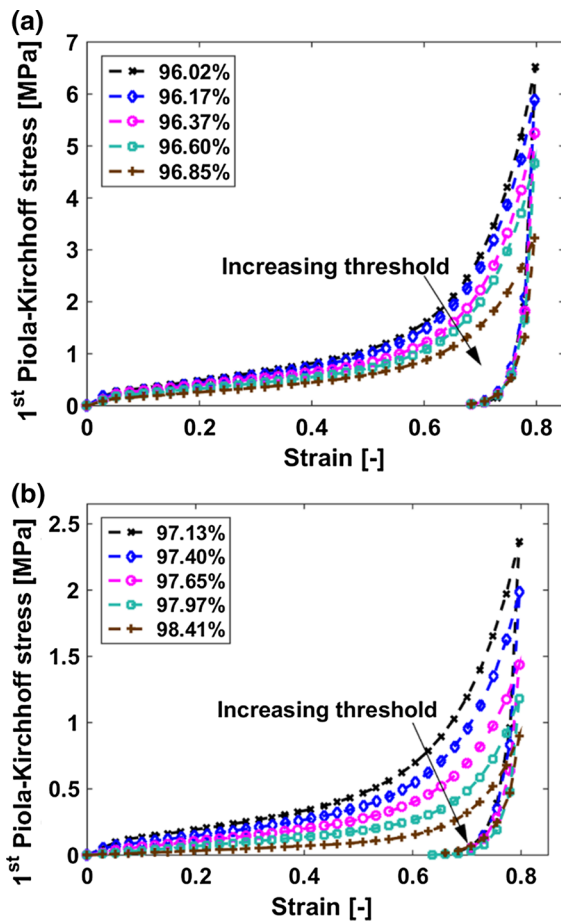 (a)
7
6
5
4
3
2
1
0
1st Piola-Kirchhoff stress [MPa]
96.02%
96.17%
96.37%
96.60%
96.85%
Increasing threshold
0 0.2 0.4 0.6 0.8
Strain [-]
(b)
2.5
2
1.5
1
0.5
0
1st Piola-Kirchhoff stress [MPa]
97.13%
97.40%
97.65%
97.97%
98.41%
Increasing threshold
0 0.2 0.4 0.6 0.8
Strain [-]